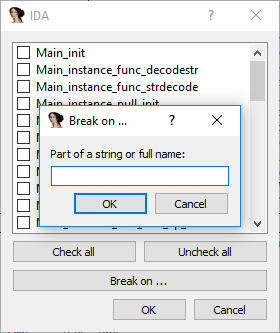 IDA
Main_init
Main_instance_func_decodestr
Main_instance_func_strdecode
Main_instance_null_init
Break on ...
Part of a string or full name:
OK
Cancel
Check all
Uncheck all
Break on ...
OK
Cancel